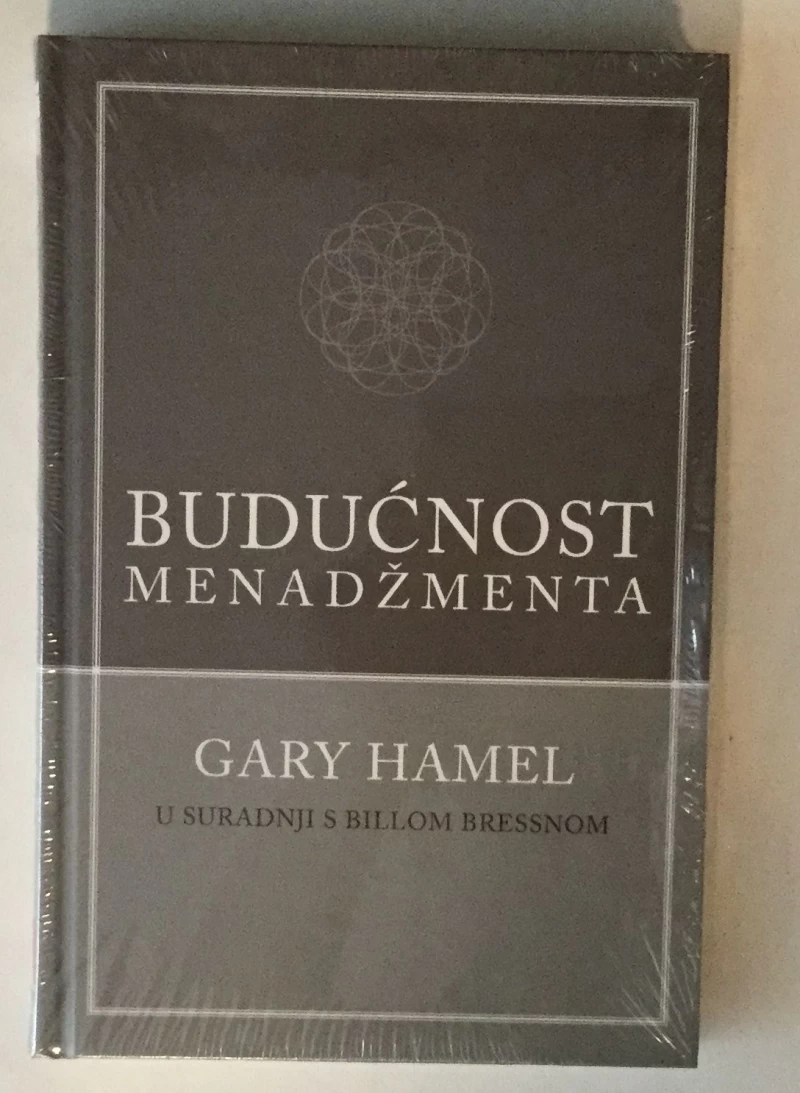 BUDUĆNOST
MENADŽMENTA
GARY HAMEL
U SURADNJI S BILLOM BRESSNOM